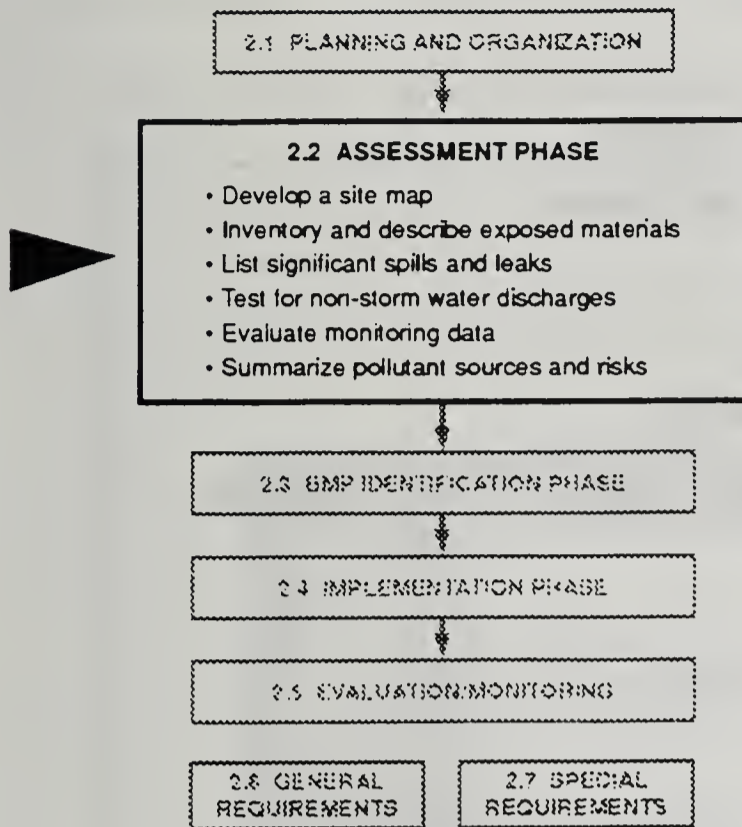 2.1 PLANNING AND ORGANIZATION
2.2 ASSESSMENT PHASE
• Develop a site map
• Inventory and describe exposed materials
• List significant spills and leaks
• Test for non-storm water discharges
• Evaluate monitoring data
• Summarize pollutant sources and risks
2.3 BMP IDENTIFICATION PHASE
2.4 IMPLEMENTATION PHASE
2.5 EVALUATION/MONITORING
2.6 GENERAL
REQUIREMENTS
2.7 SPECIAL
REQUIREMENTS